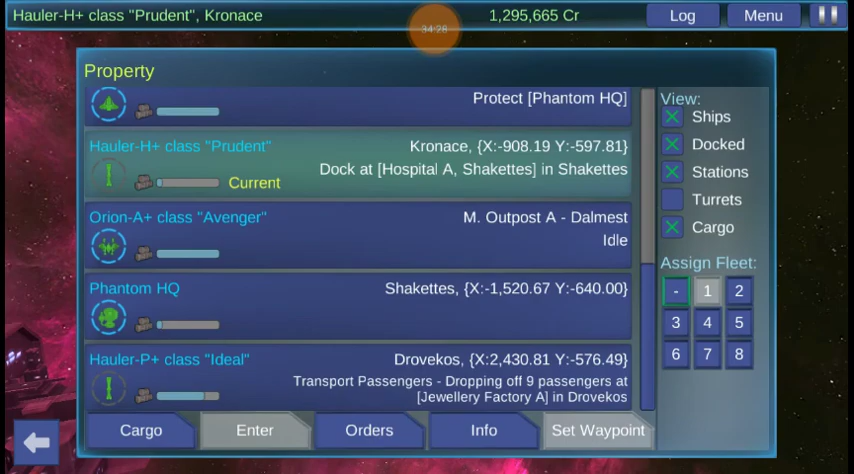 Hauler-H+ class "Prudent", Kronace
1,295,665 Cr
Log
Menu
34:28
Property
Protect [Phantom HQ]
Hauler-H+ class "Prudent"
Kronace, {X:-908.19 Y:-597.81}
Dock at [Hospital A, Shakettes] in Shakettes
Current
Orion-A+ class "Avenger"
M. Outpost A - Dalmest
Idle
Phantom HQ
Shakettes, {X:-1,520.67 Y:-640.00}
Hauler-P+ class "Ideal"
Drovekos, {X:2,430.81 Y:-576.49}
Transport Passengers - Dropping off 9 passengers at
[Jewellery Factory A] in Drovekos
View:
Ships
Docked
Stations
Turrets
Cargo
Assign Fleet:
- 1 2
3 4 5
6 7 8
Cargo
Enter
Orders
Info
Set Waypoint